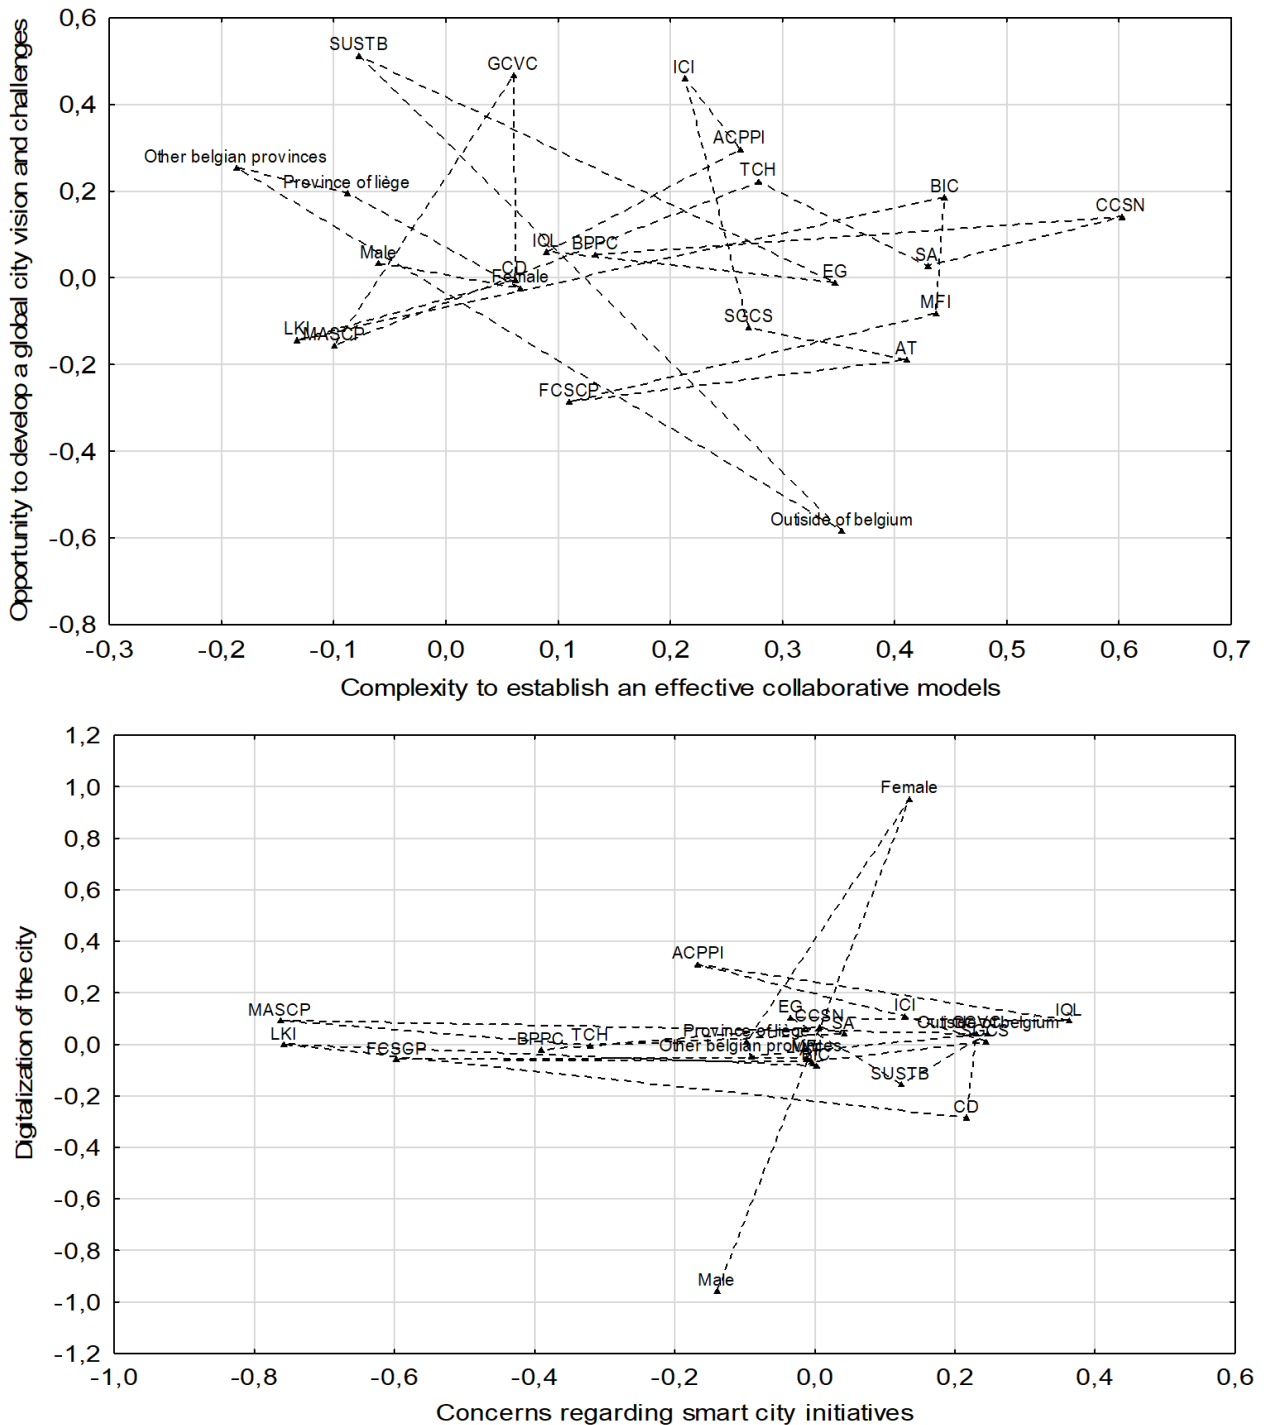 Opportunity to develop a global city vision and challenges
0,6
0,4
0,2
0,0
-0,2
-0,4
-0,6
-0,8
SUSTB
GCVC
ICI
ACPPI
Other belgian provinces
TCH
Province of liège
BIC
CCSN
IQL
BPPC
Male
SA
CD
EG
Female
MFI
SGCS
LKI
MASCP
AT
FCSCP
Outiside of belgium
-0,3
-0,2
-0,1
0,0
0,1
0,2
0,3
0,4
0,5
0,6
0,7
Complexity to establish an effective collaborative models
Digitalization of the city
1,2
1,0
0,8
0,6
0,4
0,2
0,0
-0,2
-0,4
-0,6
-0,8
-1,0
-1,2
Female
ACPPI
MASCP
EG
ICI
IQL
CCSN
SA
Outiside of belgium
LKI
BPPC
TCH
Province of liège
Other belgian provinces
BIC
SUSTB
CD
Male
-1,0
-0,8
-0,6
-0,4
-0,2
0,0
0,2
0,4
0,6
Concerns regarding smart city initiatives